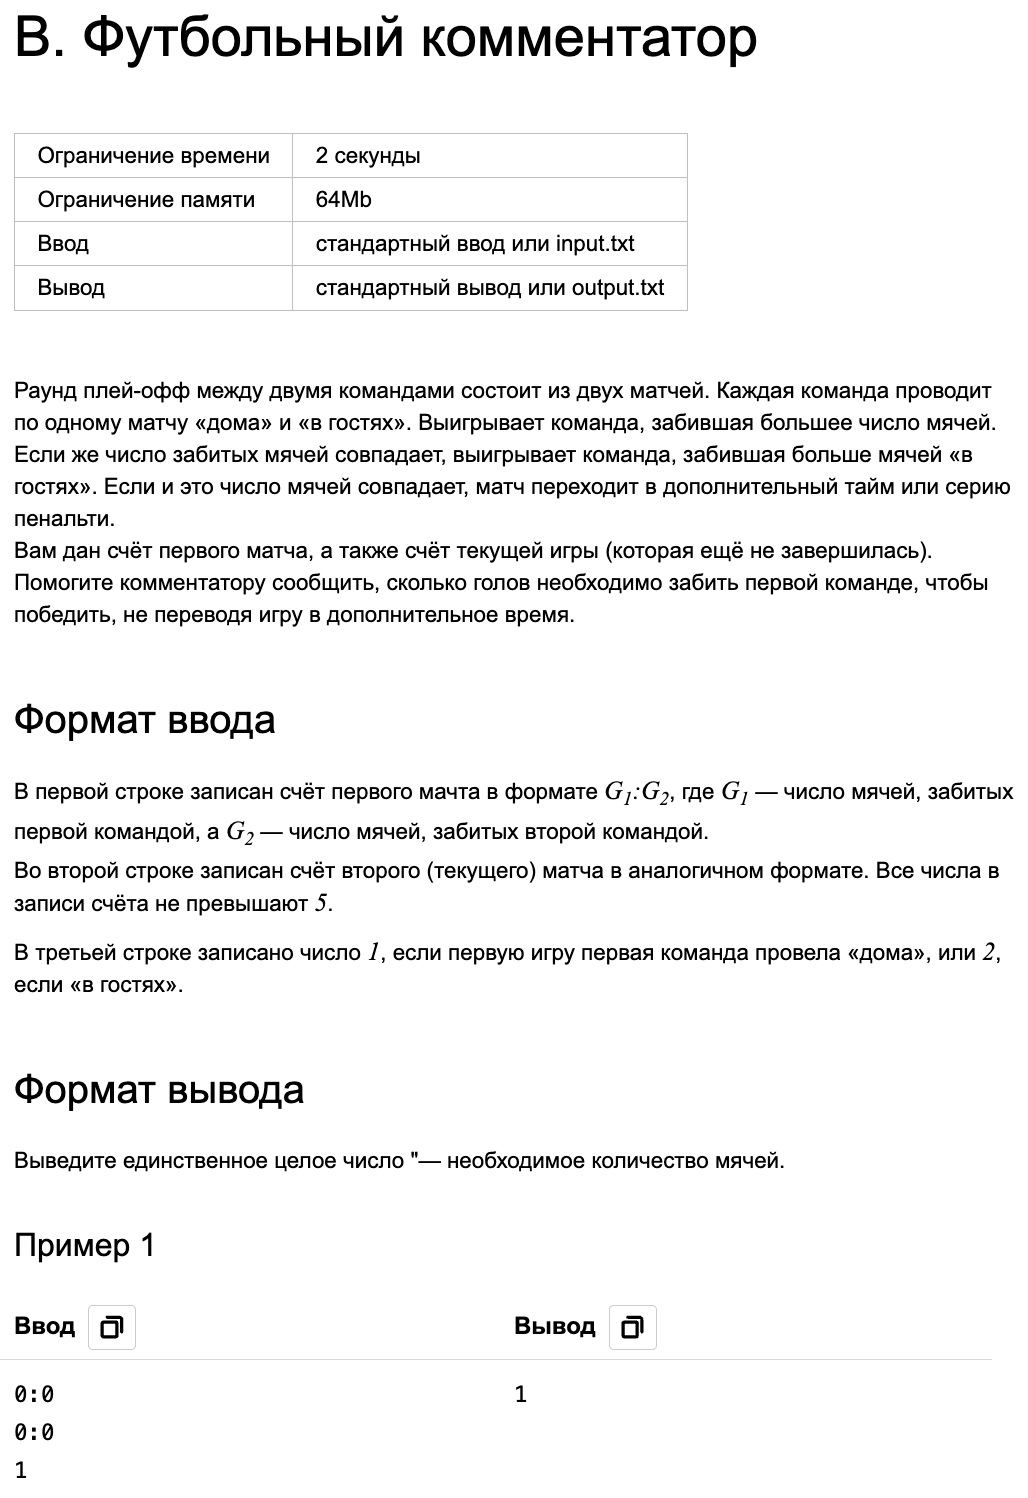 В. Футбольный комментатор
Ограничение времени 2 секунды
Ограничение памяти 64Mb
Ввод стандартный ввод или input.txt
Вывод стандартный вывод или output.txt
Раунд плей-офф между двумя командами состоит из двух матчей. Каждая команда проводит
по одному матчу «дома» и «в гостях». Выигрывает команда, забившая большее число мячей.
Если же число забитых мячей совпадает, выигрывает команда, забившая больше мячей «в
гостях». Если и это число мячей совпадает, матч переходит в дополнительный тайм или серию
пенальти.
Вам дан счёт первого матча, а также счёт текущей игры (которая ещё не завершилась).
Помогите комментатору сообщить, сколько голов необходимо забить первой команде, чтобы
победить, не переводя игру в дополнительное время.
Формат ввода
В первой строке записан счёт первого мачта в формате G1:G2, где G1 — число мячей, забитых
первой командой, а G2 — число мячей, забитых второй командой.
Во второй строке записан счёт второго (текущего) матча в аналогичном формате. Все числа в
записи счёта не превышают 5.
В третьей строке записано число 1, если первую игру первая команда провела «дома», или 2,
если «в гостях».
Формат вывода
Выведите единственное целое число "— необходимое количество мячей.
Пример 1
Ввод Вывод
0:0 1
0:0
1